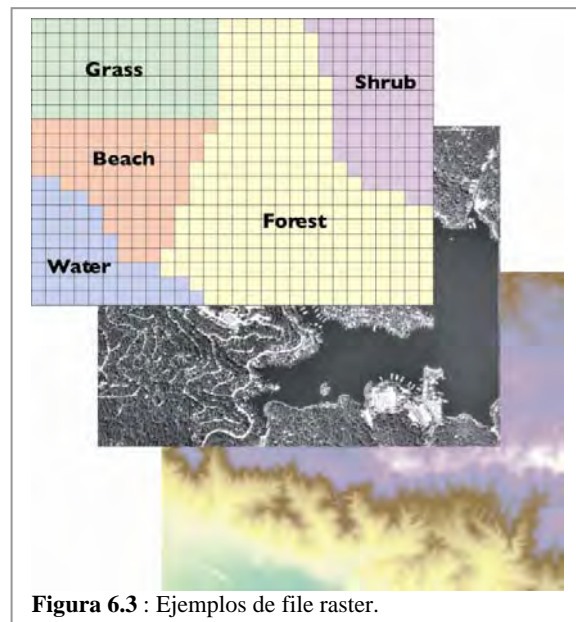 Grass
Shrub
Beach
Forest
Water
Figura 6.3 : Ejemplos de file raster.